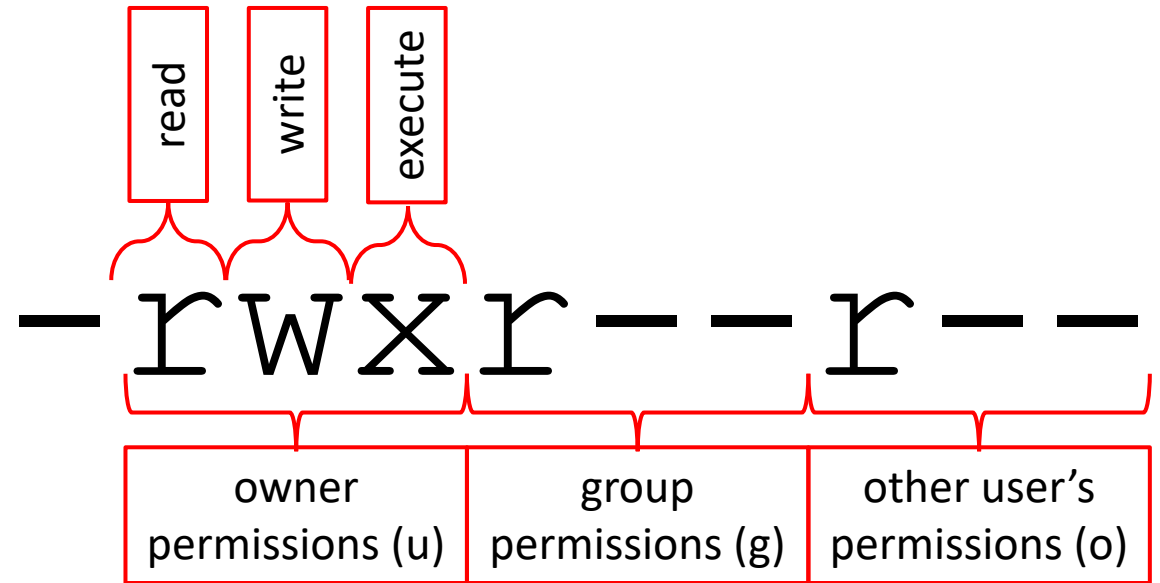 read
write
execute
-rwxr--r--
owner
permissions (u)
group
permissions (g)
other user’s
permissions (o)